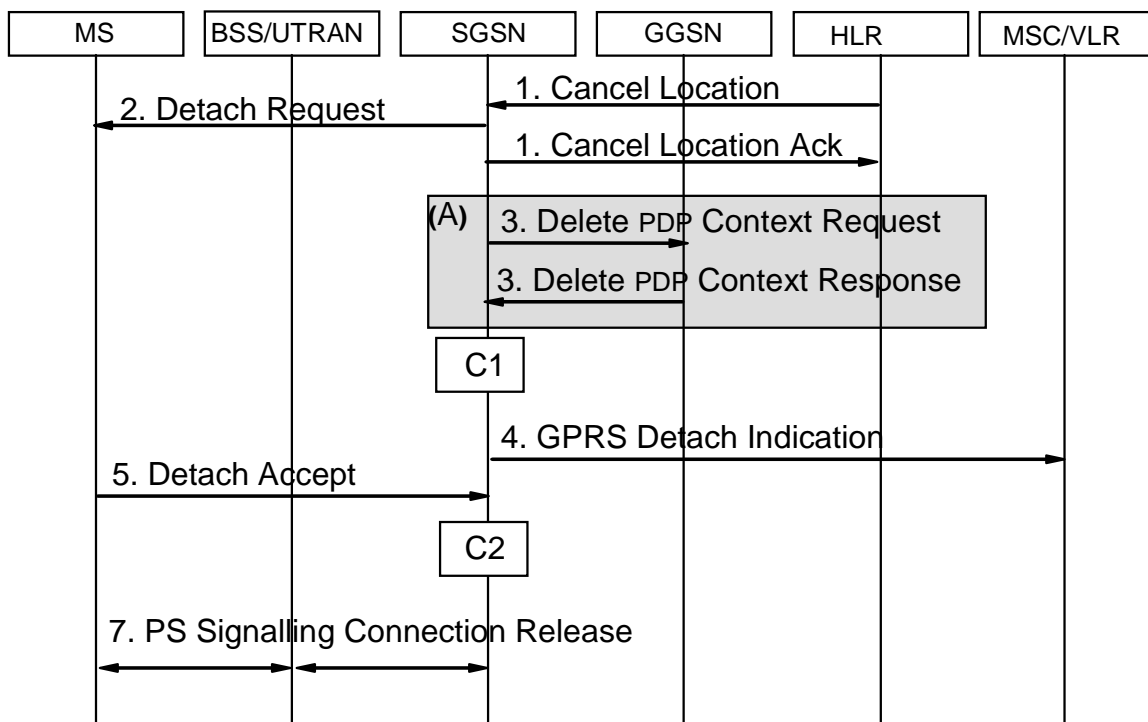 MS
BSS/UTRAN
SGSN
GGSN
HLR
MSC/VLR
1. Cancel Location
2. Detach Request
1. Cancel Location Ack
(A)
3. Delete PDP Context Request
3. Delete PDP Context Response
C1
4. GPRS Detach Indication
5. Detach Accept
C2
7. PS Signalling Connection Release